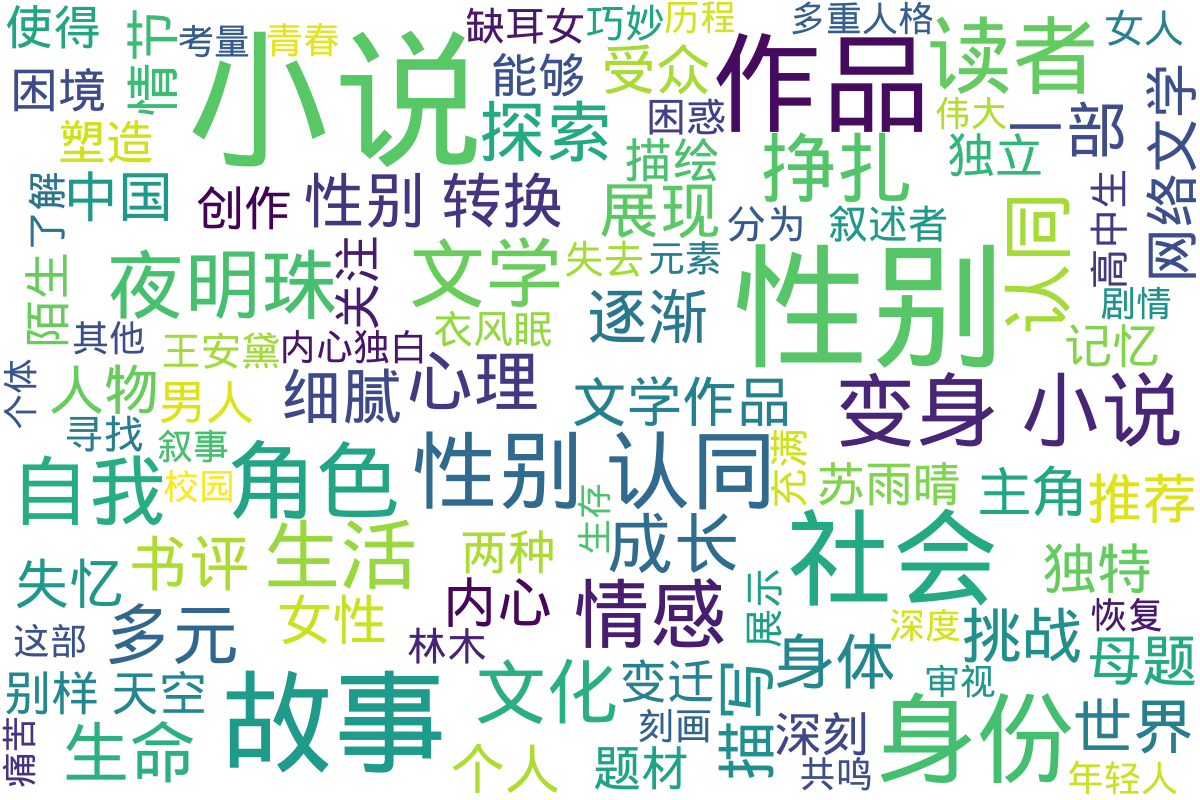 使得
情节
考量
青春
小说
缺耳女
巧妙
历程
多重人格
女人
作品
读者
困境
能够
受众
困惑
伟大
一部
网络文学
塑造
探索
描绘
挣扎
独立
中国
了解
创作
性别 转换
展现
分为
叙述者
认同
高中生
夜明珠
关注
文学
失去
元素
性别
陌生
其他
王安黛
内心独白
衣风眠
逐渐
剧情
记忆
个体
人物
男人
细腻
心理
文学作品
变身 小说
寻找
叙事
自我
校园
角色
性别 认同
充满
苏雨晴
主角
推荐
失忆
书评
生活
两种
生存
成长
社会
独特
这部
多元
女性
林木
内心
情感
展示
身体
深度
挑战
恢复
母题
别样
天空
故事
文化
变迁
描写
审视
痛苦
生命
个人
题材
刻画
深刻
共鸣
身份
世界
年轻人